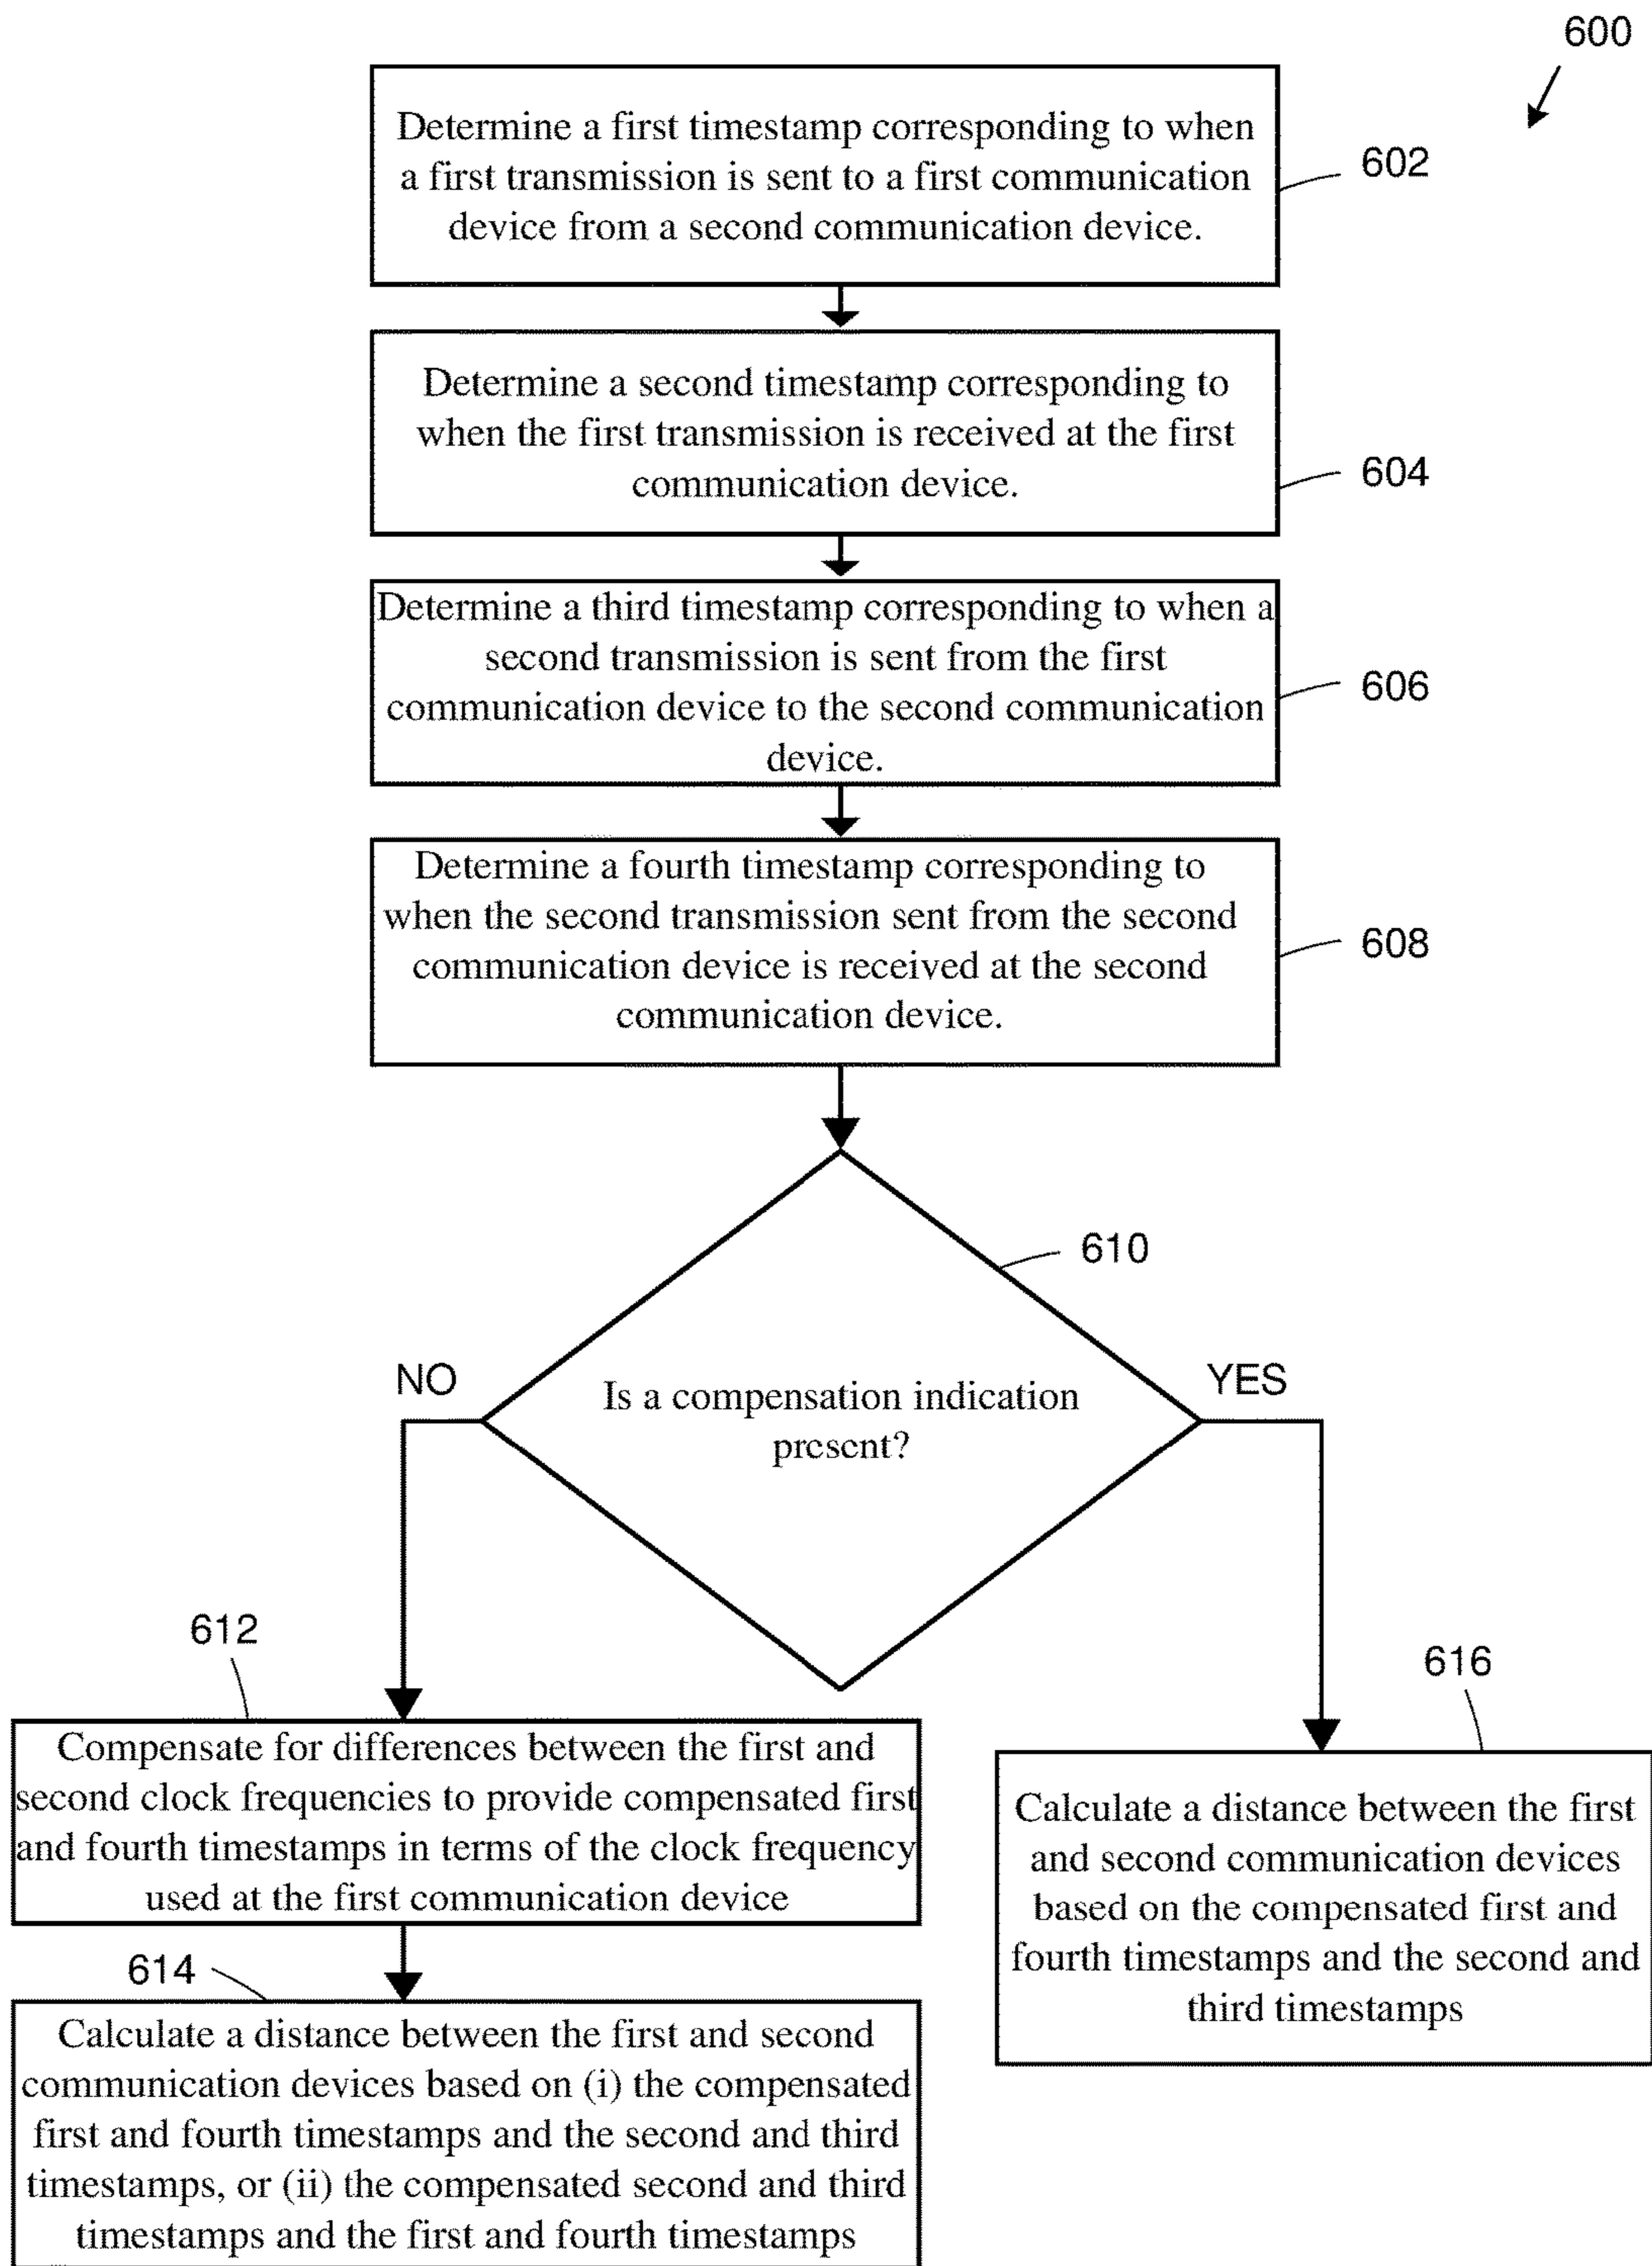 600
Determine a first timestamp corresponding to when
a first transmission is sent to a first communication
device from a second communication device.
602
Determine a second timestamp corresponding to
when the first transmission is received at the first
communication device.
604
Determine a third timestamp corresponding to when a
second transmission is sent from the first
communication device to the second communication
device.
606
Determine a fourth timestamp corresponding to
when the second transmission sent from the second
communication device is received at the second
communication device.
608
610
NO
YES
Is a compensation indication
present?
612
Compensate for differences between the first and
second clock frequencies to provide compensated first
and fourth timestamps in terms of the clock frequency
used at the first communication device
614
Calculate a distance between the first and second
communication devices based on (i) the compensated
first and fourth timestamps and the second and third
timestamps, or (ii) the compensated second and third
timestamps and the first and fourth timestamps
616
Calculate a distance between the first
and second communication devices
based on the compensated first and
fourth timestamps and the second and
third timestamps